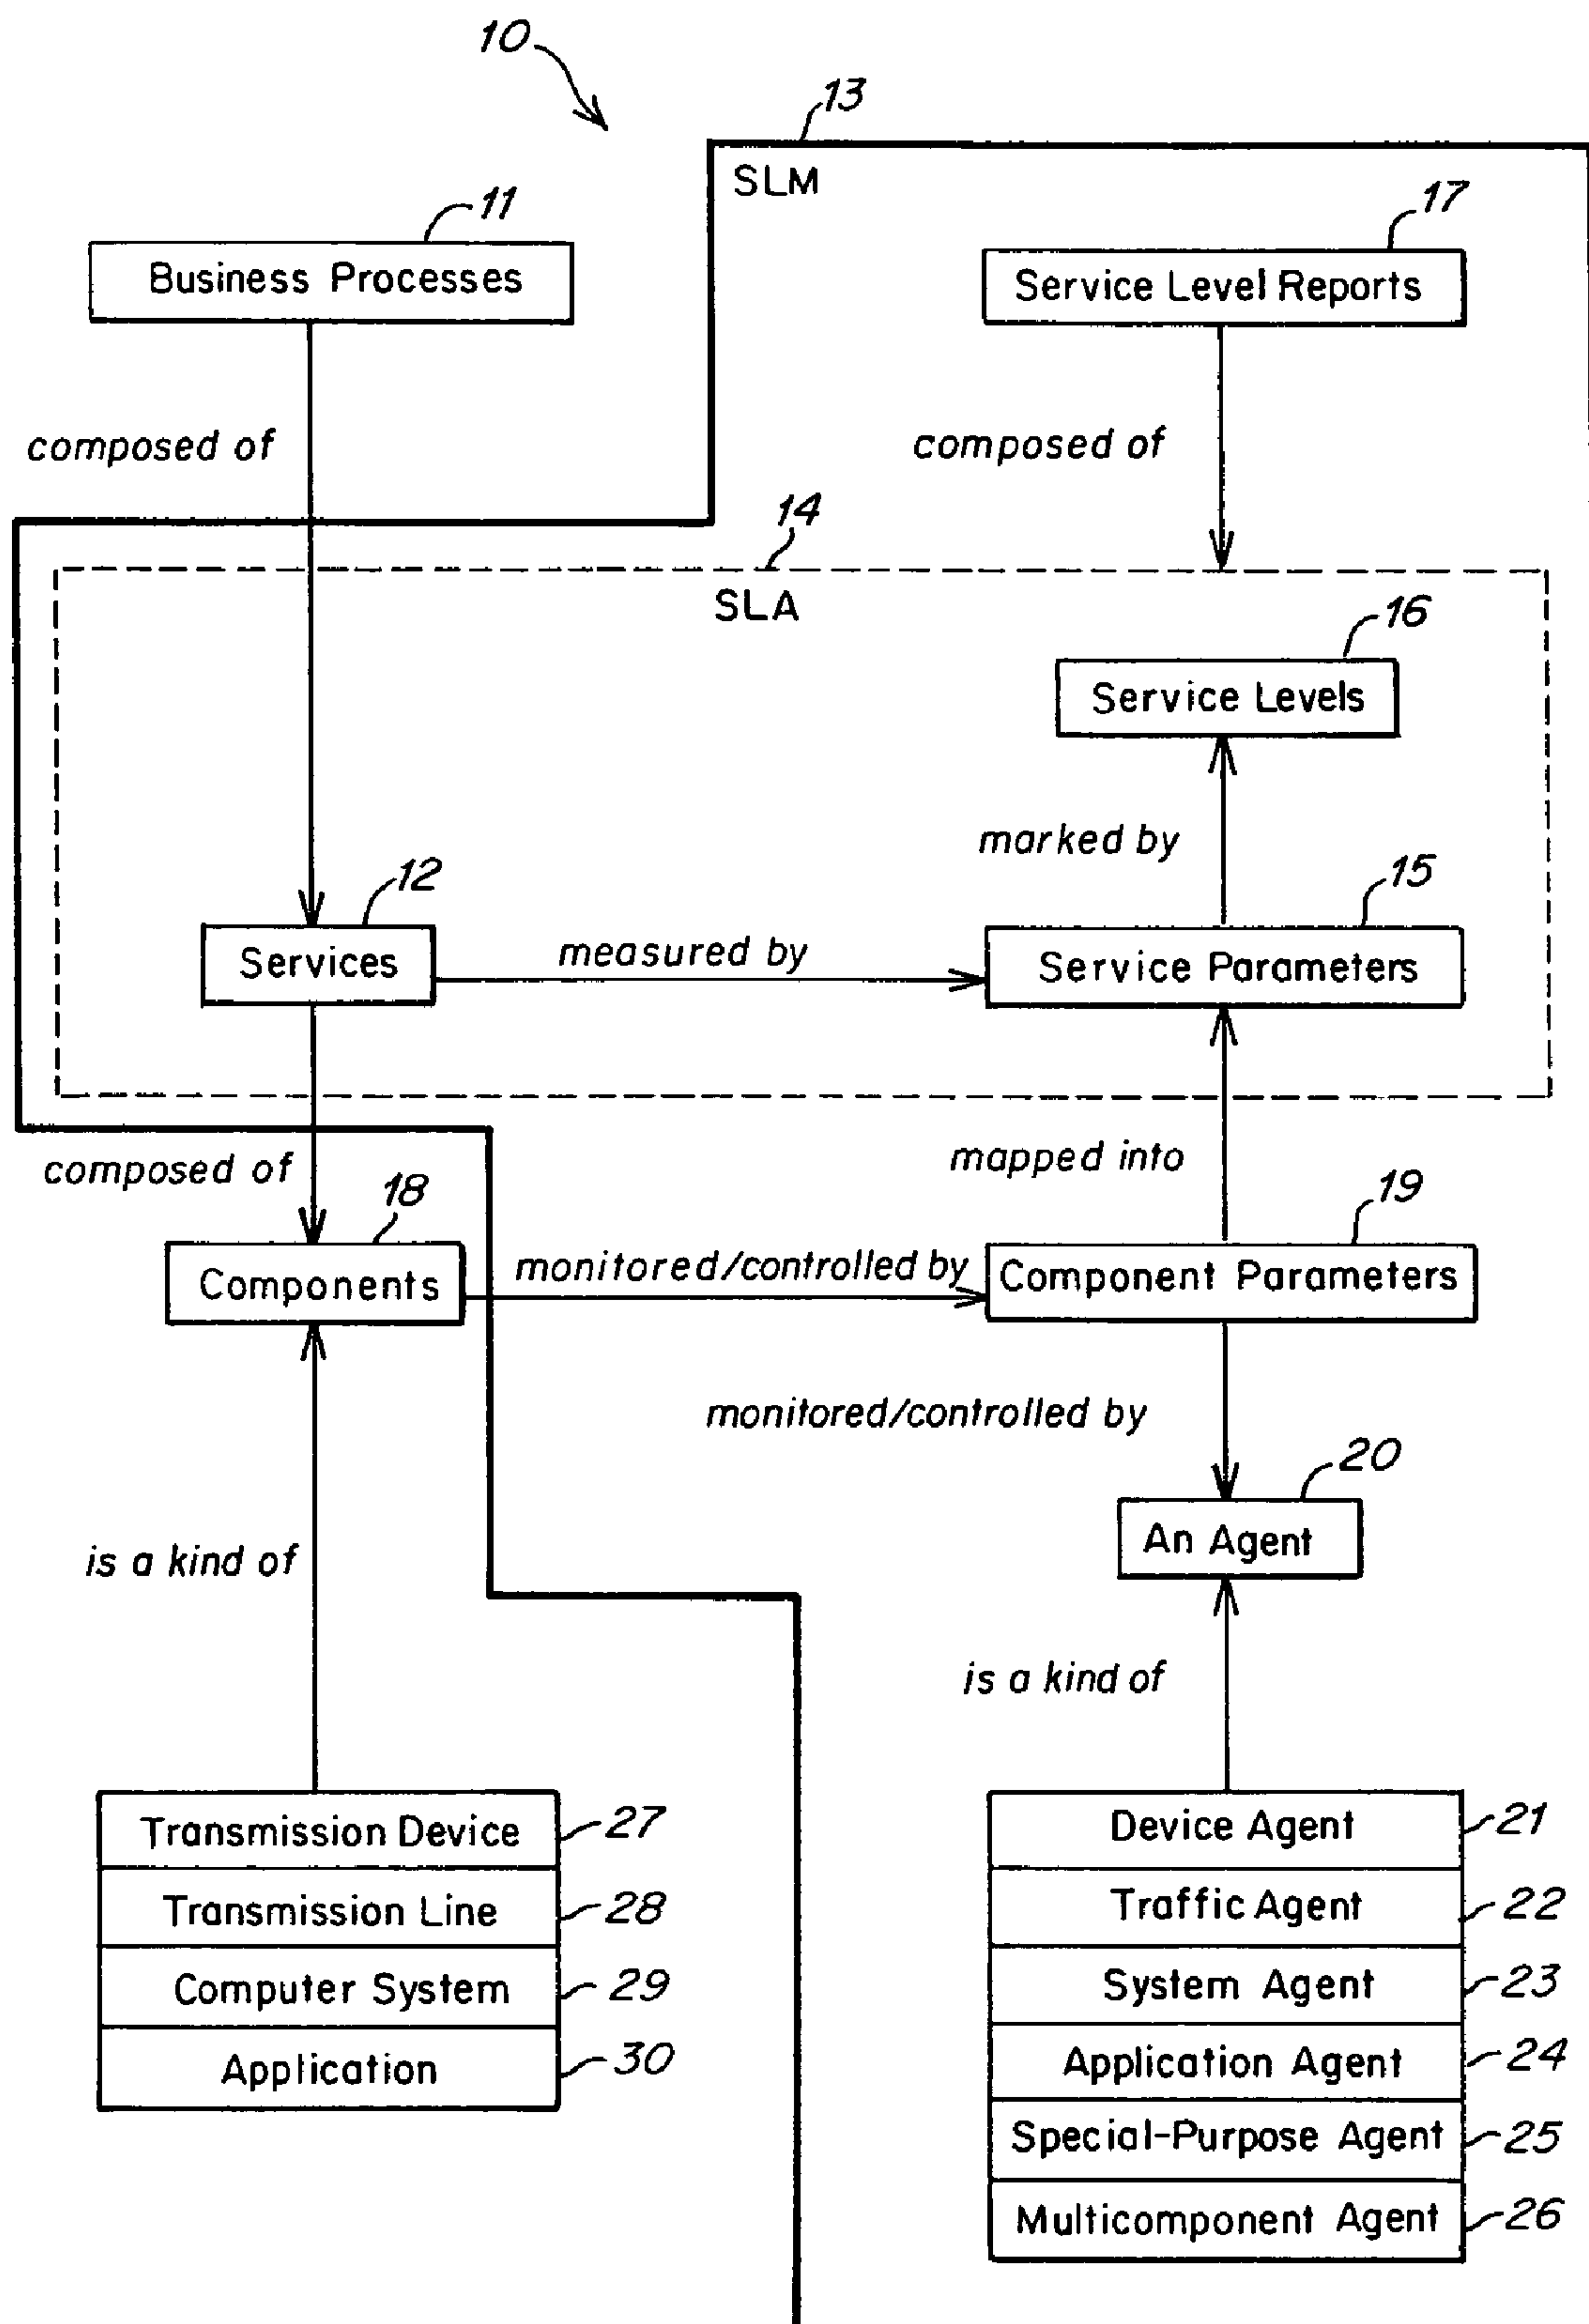 10
13
SLM
11
17
Business Processes
Service Level Reports
composed of
composed of
14
SLA
16
Service Levels
marked by
12
15
Services
measured by
Service Parameters
composed of
mapped into
18
19
Components
monitored/controlled by
Component Parameters
monitored/controlled by
20
An Agent
is a kind of
is a kind of
Transmission Device 27
Transmission Line 28
Computer System 29
Application 30
Device Agent 21
Traffic Agent 22
System Agent 23
Application Agent 24
Special-Purpose Agent 25
Multicomponent Agent 26